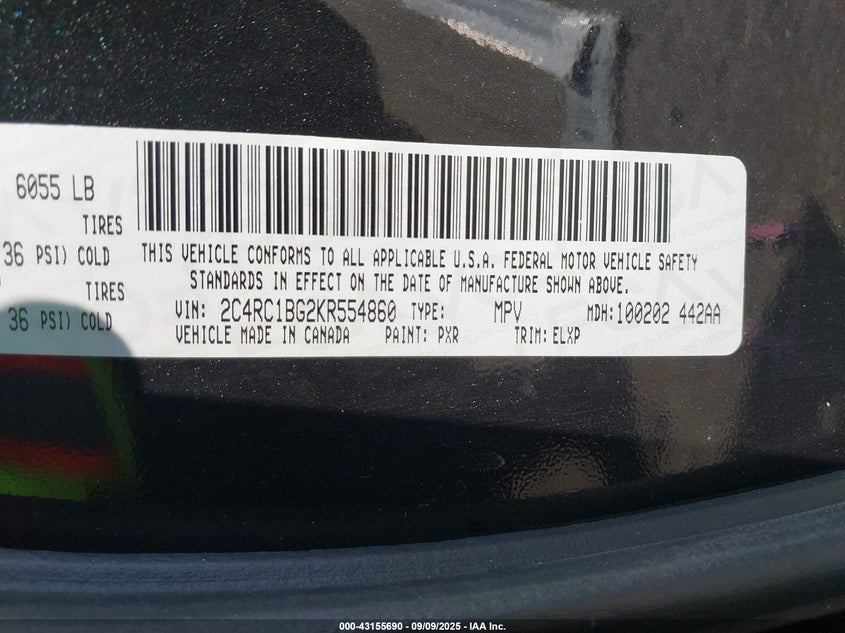 6055 LB
TIRES
36 PSI) COLD
TIRES
36 PSI) COLD
THIS VEHICLE CONFORMS TO ALL APPLICABLE U.S.A. FEDERAL MOTOR VEHICLE SAFETY
STANDARDS IN EFFECT ON THE DATE OF MANUFACTURE SHOWN ABOVE.
VIN: 2C4RC1BG2KR554860 TYPE: MPV MDH: 100202 442AA
VEHICLE MADE IN CANADA PAINT: PXR TRIM: ELXP
000-43155690 - 09/09/2025 - IAA Inc.